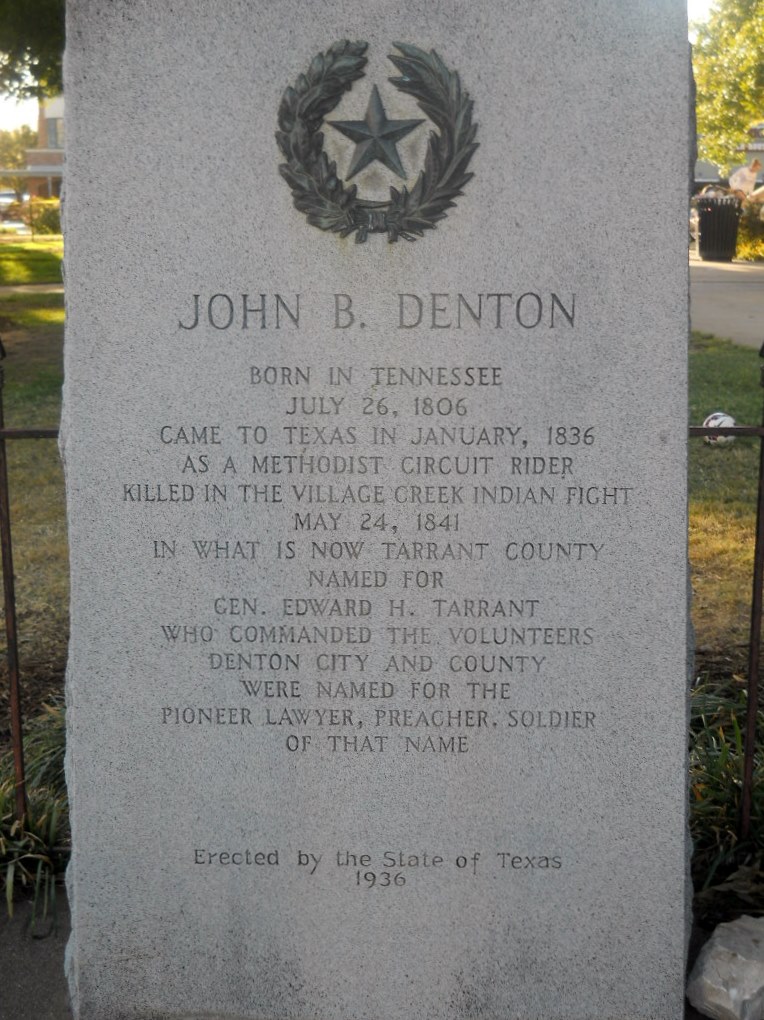 JOHN B. DENTON
BORN IN TENNESSEE
JULY 26, 1806
CAME TO TEXAS IN JANUARY, 1836
AS A METHODIST CIRCUIT RIDER
KILLED IN THE VILLAGE CREEK INDIAN FIGHT
MAY 24, 1841
IN WHAT IS NOW TARRANT COUNTY
NAMED FOR
GEN. EDWARD H. TARRANT
WHO COMMANDED THE VOLUNTEERS
DENTON CITY AND COUNTY
WERE NAMED FOR THE
PIONEER LAWYER, PREACHER, SOLDIER
OF THAT NAME
Erected by the State of Texas
1936